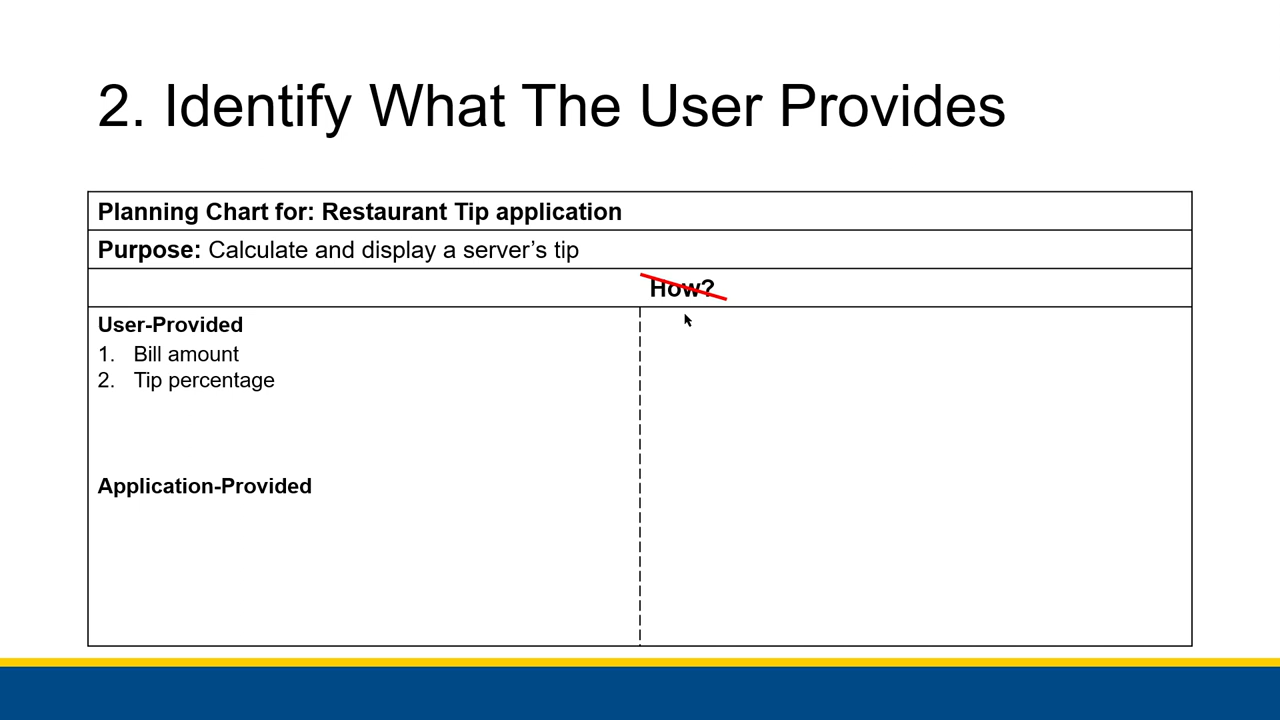 2. Identify What The User Provides
Planning Chart for: Restaurant Tip application
Purpose: Calculate and display a server’s tip
How?
User-Provided
1. Bill amount
2. Tip percentage
Application-Provided